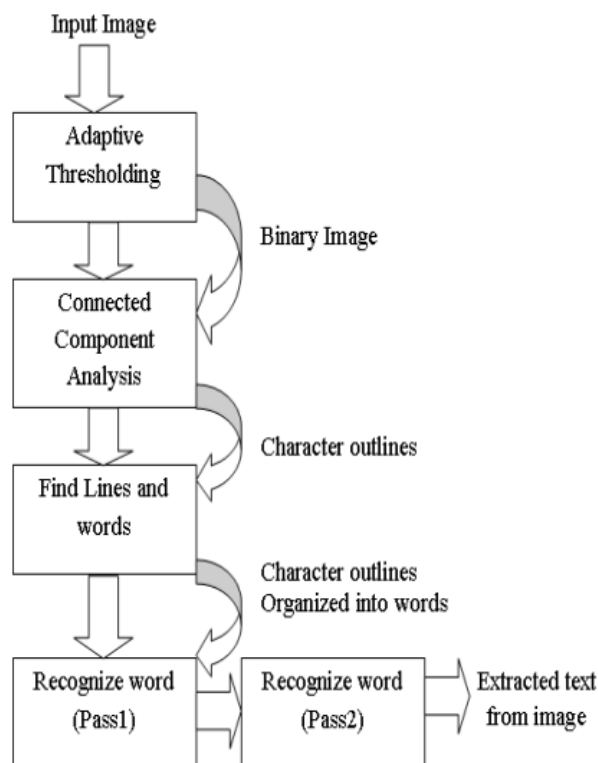 Input Image
Adaptive
Thresholding
Binary Image
Connected
Component
Analysis
Character outlines
Find Lines and
words
Character outlines
Organized into words
Recognize word
(Pass1)
Recognize word
(Pass2)
Extracted text
from image